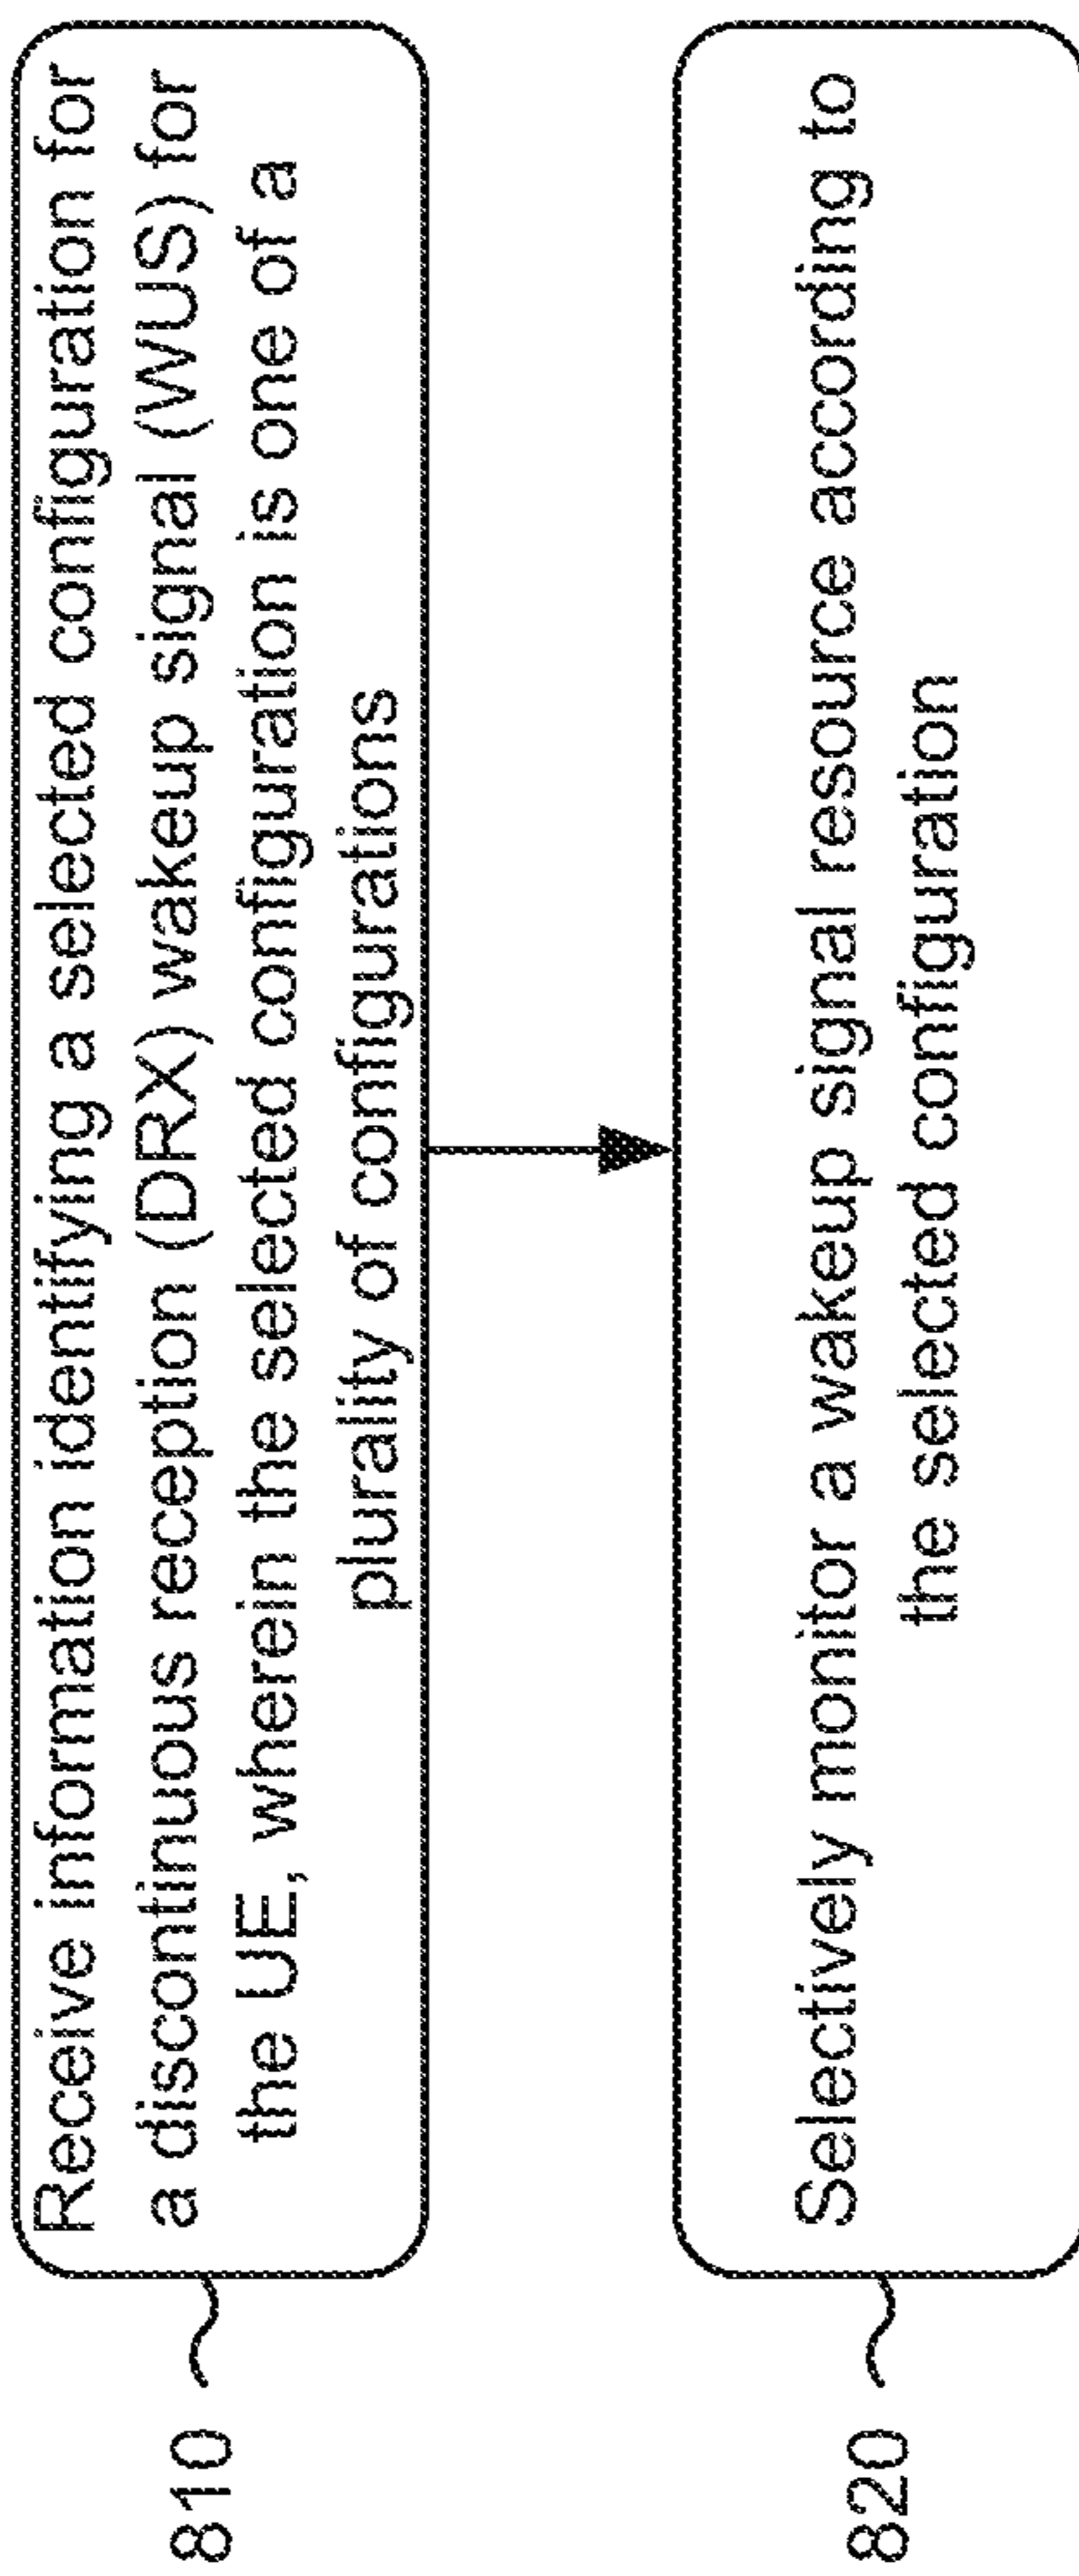 810
Receive information identifying a selected configuration for
a discontinuous reception (DRX) wakeup signal (WUS) for
the UE, wherein the selected configuration is one of a
plurality of configurations
820
Selectively monitor a wakeup signal resource according to
the selected configuration